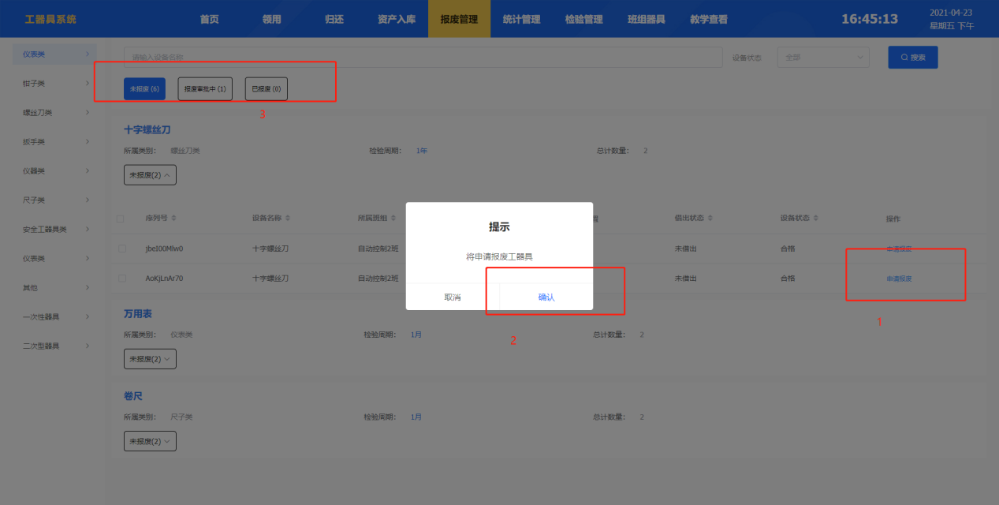 工器具系统 首页 领用 归还 资产入库 报废管理 统计管理 检验管理 班组器具 教学查看 16:45:13 2021-04-23
星期五 下午
仪表类
钳子类
螺丝刀类
扳手类
仪器类
尺子类
安全工器具类
仪表类
其他
一次性器具
二次型器具
请输入设备名称 设备状态 全部 搜索
未报废 (6) 报废审批中 (1) 已报废 (0)
3
十字螺丝刀
所属类别: 螺丝刀类 检验周期: 1年 总计数量: 2
未报废(2)
序列号 设备名称 所属班组 借出状态 设备状态 操作
jbeI00Mlw0 十字螺丝刀 自动控制2班 未借出 合格 申请报废
AoKjLnAr70 十字螺丝刀 自动控制2班 未借出 合格 申请报废
1
提示
将申请报废工器具
取消 确认
2
万用表
所属类别: 仪表类 检验周期: 1月 总计数量: 2
未报废(2)
卷尺
所属类别: 尺子类 检验周期: 1月 总计数量: 2
未报废(2)